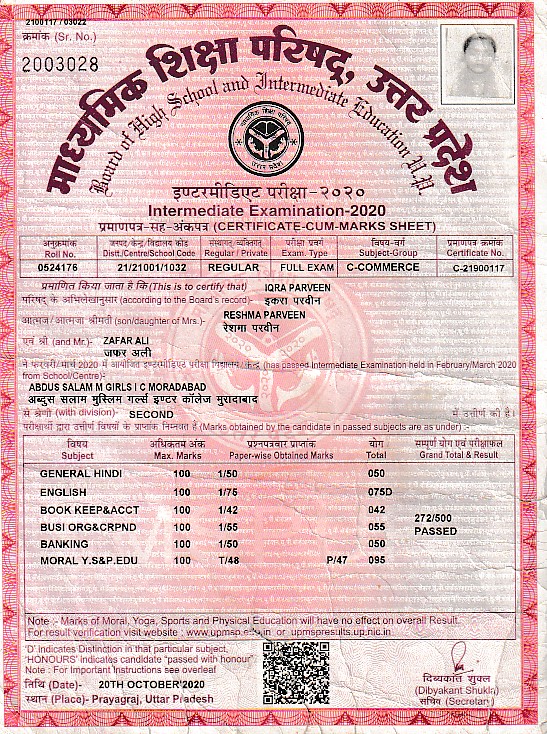 210011 / 03022
क्रमांक (Sr. No.)
2003028
माध्यमिक शिक्षा परिषद्, उत्तर प्रदेश
Board of High School and Intermediate Education U.P.
इण्टरमीडिएट परीक्षा-२०२०
Intermediate Examination-2020
प्रमाणपत्र-सह-अंकपत्र (CERTIFICATE-CUM-MARKS SHEET)
अनुक्रमांक जनपद/केन्द्र/विद्यालय कोड संस्थागत/व्यक्तिगत परीक्षा प्रवर्ग विषय-वर्ग प्रमाणपत्र क्रमांक
Roll No. Distt./Centre/School Code Regular / Private Exam. Type Subject-Group Certificate No.
0524176 21/21001/1032 REGULAR FULL EXAM C-COMMERCE C-21900117
प्रमाणित किया जाता है कि (This is to certify that) IQRA PARVEEN
परिषद् के अभिलेखानुसार (according to the Board's record)- इकरा परवीन
आत्मज/आत्मजा श्रीमती (son/daughter of Mrs.)- RESHMA PARVEEN
रेशमा परवीन
एवं श्री (and Mr.)- ZAFAR ALI
जफर अली
ने फरवरी/मार्च 2020 में आयोजित इण्टरमीडिएट परीक्षा विद्यालय/केन्द्र (has passed Intermediate Examination held in February/March 2020
from School/Centre):-
ABDUS SALAM M GIRLS I C MORADABAD
अब्दुस सलाम मुस्लिम गर्ल्स इण्टर कॉलेज मुरादाबाद
से श्रेणी (with division)- SECOND में उत्तीर्ण की है।
परीक्षार्थी द्वारा उत्तीर्ण विषयों के प्राप्तांक निम्नवत हैं (Marks obtained by the candidate in passed subjects are as under) :-
विषय अधिकतम अंक प्रश्नपत्रवार प्राप्तांक योग सम्पूर्ण योग एवं परीक्षाफल
Subject Max. Marks Paper-wise Obtained Marks Total Grand Total & Result
GENERAL HINDI 100 1/50 050
ENGLISH 100 1/75 075D
BOOK KEEP&ACCT 100 1/42 042
272/500
BUSI ORG&CRPND 100 1/55 055
PASSED
BANKING 100 1/50 050
MORAL Y.S&P.EDU 100 T/48 P/47 095
Note :- Marks of Moral, Yoga, Sports and Physical Education will have no effect on overall Result.
For result verification visit website : www.upmsp.edu.in or upmspresults.up.nic.in
'D' indicates Distinction in that particular subject,
'HONOURS' indicates candidate "passed with honour"
Note : For Important Instructions see overleaf
तिथि (Date)- 20TH OCTOBER'2020
स्थान (Place)- Prayagraj, Uttar Pradesh
दिव्यकांत शुक्ल
(Dibyakant Shukla)
सचिव (Secretary)